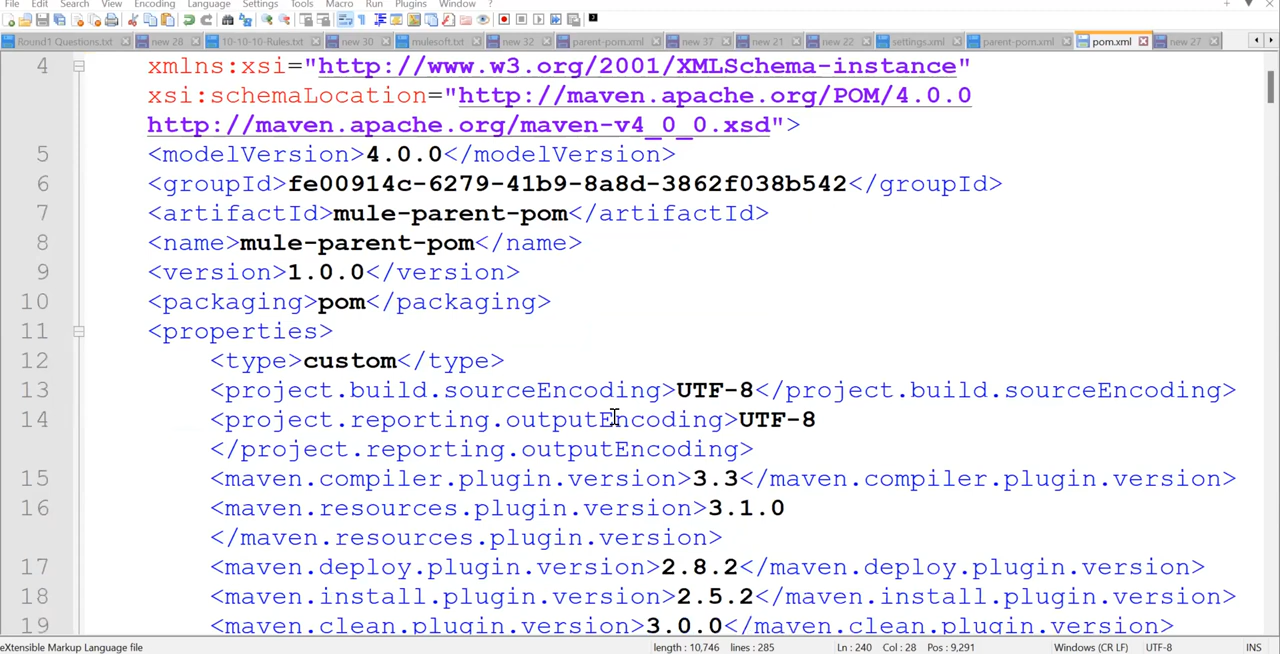 File Edit Search View Encoding Language Settings Tools Macro Run Plugins Window ?
Round1 Questions.txt new 28 10-10-10-Rules.txt new 30 mulesoft.txt new 32 parent-pom.xml new 37 new 21 new 22 settings.xml parent-pom.xml pom.xml new 27
4 xmlns:xsi="http://www.w3.org/2001/XMLSchema-instance"
xsi:schemaLocation="http://maven.apache.org/POM/4.0.0
http://maven.apache.org/maven-v4_0_0.xsd">
5 <modelVersion>4.0.0</modelVersion>
6 <groupId>fe00914c-6279-41b9-8a8d-3862f038b542</groupId>
7 <artifactId>mule-parent-pom</artifactId>
8 <name>mule-parent-pom</name>
9 <version>1.0.0</version>
10 <packaging>pom</packaging>
11 <properties>
12 <type>custom</type>
13 <project.build.sourceEncoding>UTF-8</project.build.sourceEncoding>
14 <project.reporting.outputEncoding>UTF-8
</project.reporting.outputEncoding>
15 <maven.compiler.plugin.version>3.3</maven.compiler.plugin.version>
16 <maven.resources.plugin.version>3.1.0
</maven.resources.plugin.version>
17 <maven.deploy.plugin.version>2.8.2</maven.deploy.plugin.version>
18 <maven.install.plugin.version>2.5.2</maven.install.plugin.version>
19 <maven.clean.plugin.version>3.0.0</maven.clean.plugin.version>
eXtensible Markup Language file length : 10,746 lines : 285 Ln : 240 Col : 28 Pos : 9,291 Windows (CR LF) UTF-8 INS